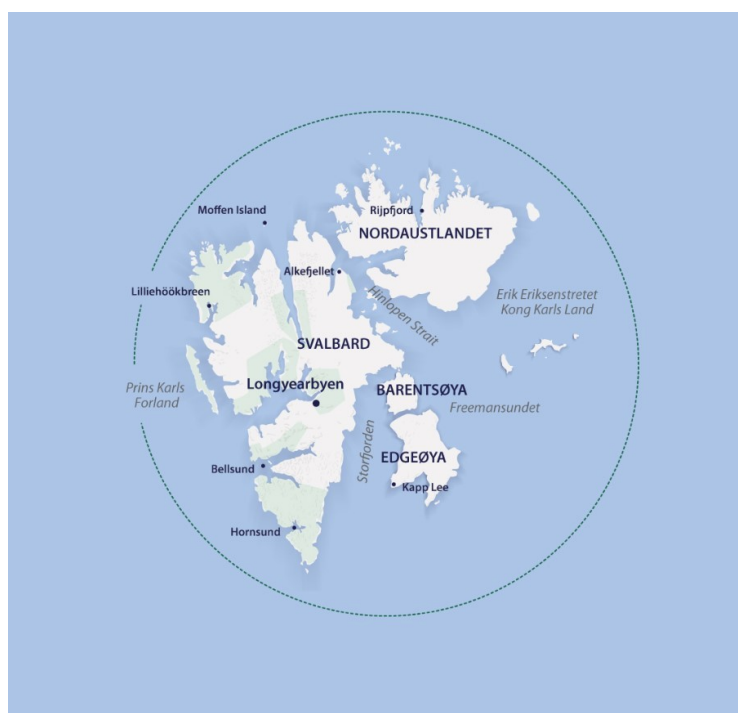 Moffen Island
Rijpfjord
NORDAUSTLANDET
Alkefjellet
Lilliehöökbreen
Hinlopen Strait
Erik Eriksenstretet
Kong Karls Land
SVALBARD
Longyearbyen
Prins Karls
Forland
BARENTSØYA
Freemansundet
Storfjorden
EDGEØYA
Bellsund
Kapp Lee
Hornsund